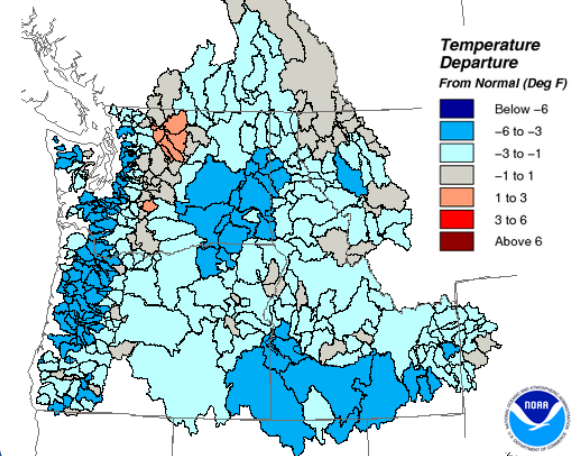 Temperature
Departure
From Normal (Deg F)
Below −6
−6 to −3
−3 to −1
−1 to 1
1 to 3
3 to 6
Above 6
NOAA